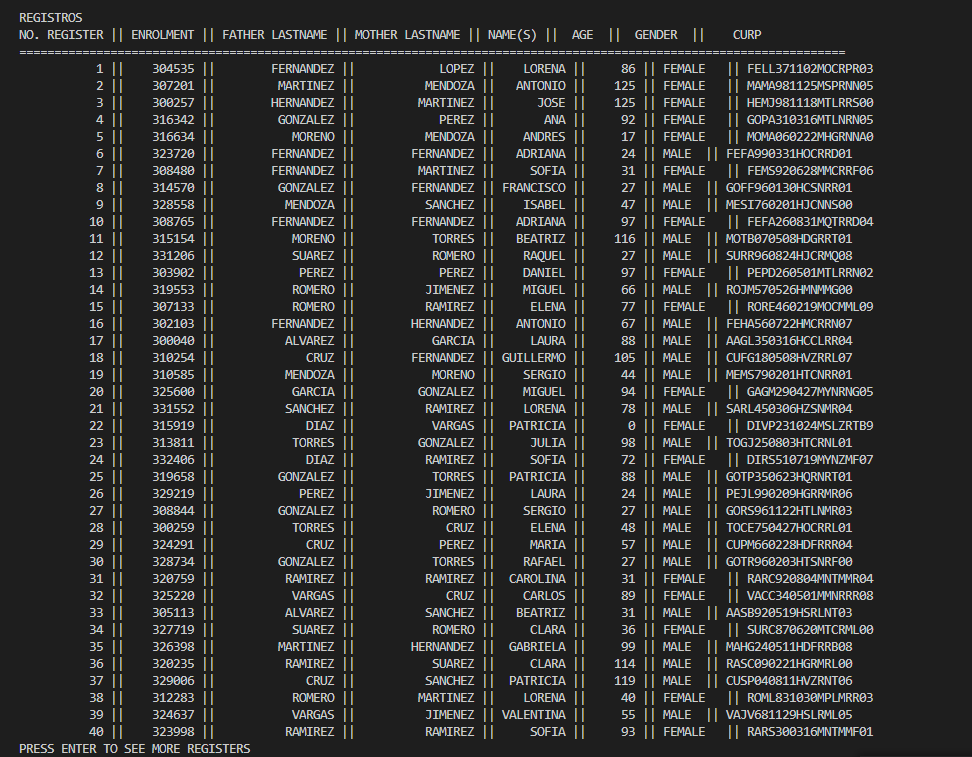 REGISTROS
NO. REGISTER || ENROLMENT || FATHER LASTNAME || MOTHER LASTNAME || NAME(S) || AGE || GENDER || CURP
==========================================================================================
1 || 304535 || FERNANDEZ || LOPEZ || LORENA || 86 || FEMALE || FELL371102MOCRPR03
2 || 307201 || MARTINEZ || MENDOZA || ANTONIO || 125 || FEMALE || MAMA981125MSPRNN05
3 || 300257 || HERNANDEZ || MARTINEZ || JOSE || 125 || FEMALE || HEMJ981118MTLRRS00
4 || 316342 || GONZALEZ || PEREZ || ANA || 92 || FEMALE || GOPA310316MTLNRN05
5 || 316634 || MORENO || MENDOZA || ANDRES || 17 || FEMALE || MOMA060222MHGRNNA0
6 || 323720 || FERNANDEZ || FERNANDEZ || ADRIANA || 24 || MALE || FEFA990331HOCRRD01
7 || 308480 || FERNANDEZ || MARTINEZ || SOFIA || 31 || FEMALE || FEMS920628MMCRRF06
8 || 314570 || GONZALEZ || FERNANDEZ || FRANCISCO || 27 || MALE || GOFF960130HCSNRR01
9 || 328558 || MENDOZA || SANCHEZ || ISABEL || 47 || MALE || MESI760201HJCNNS00
10 || 308765 || FERNANDEZ || FERNANDEZ || ADRIANA || 97 || FEMALE || FEFA260831MQTRRD04
11 || 315154 || MORENO || TORRES || BEATRIZ || 116 || MALE || MOTB070508HDGRRT01
12 || 331206 || SUAREZ || ROMERO || RAQUEL || 27 || MALE || SURR960824HJCRMQ08
13 || 303902 || PEREZ || PEREZ || DANIEL || 97 || FEMALE || PEPD260501MTLRRN02
14 || 319553 || ROMERO || JIMENEZ || MIGUEL || 66 || MALE || ROJM570526HMNMMG00
15 || 307133 || ROMERO || RAMIREZ || ELENA || 77 || FEMALE || RORE460219MOCMML09
16 || 302103 || FERNANDEZ || HERNANDEZ || ANTONIO || 67 || MALE || FEHA560722HMCRRN07
17 || 300040 || ALVAREZ || GARCIA || LAURA || 88 || MALE || AAGL350316HCCLRR04
18 || 310254 || CRUZ || FERNANDEZ || GUILLERMO || 105 || MALE || CUFG180508HVZRRL07
19 || 310585 || MENDOZA || MORENO || SERGIO || 44 || MALE || MEMS790201HTCNRR01
20 || 325600 || GARCIA || GONZALEZ || MIGUEL || 94 || FEMALE || GAGM290427MYNRNG05
21 || 331552 || SANCHEZ || RAMIREZ || LORENA || 78 || MALE || SARL450306HZSNMR04
22 || 315919 || DIAZ || VARGAS || PATRICIA || 0 || FEMALE || DIVP231024MSLZRTB9
23 || 313811 || TORRES || GONZALEZ || JULIA || 98 || MALE || TOGJ250803HTCRNL01
24 || 332406 || DIAZ || RAMIREZ || SOFIA || 72 || FEMALE || DIRS510719MYNZMF07
25 || 319658 || GONZALEZ || TORRES || PATRICIA || 88 || MALE || GOTP350623HQRNRT01
26 || 329219 || PEREZ || JIMENEZ || LAURA || 24 || MALE || PEJL990209HGRRMR06
27 || 308844 || GONZALEZ || ROMERO || SERGIO || 27 || MALE || GORS961122HTLNMR03
28 || 300259 || TORRES || CRUZ || ELENA || 48 || MALE || TOCE750427HOCRRL01
29 || 324291 || CRUZ || PEREZ || MARIA || 57 || MALE || CUPM660228HDFRRR04
30 || 328734 || GONZALEZ || TORRES || RAFAEL || 27 || MALE || GOTR960203HTSNRF00
31 || 320759 || RAMIREZ || RAMIREZ || CAROLINA || 31 || FEMALE || RARC920804MNTMMR04
32 || 325220 || VARGAS || CRUZ || CARLOS || 89 || FEMALE || VACC340501MMNRRR08
33 || 305113 || ALVAREZ || SANCHEZ || BEATRIZ || 31 || MALE || AASB920519HSRLNT03
34 || 327719 || SUAREZ || ROMERO || CLARA || 36 || FEMALE || SURC870620MTCRML00
35 || 326398 || MARTINEZ || HERNANDEZ || GABRIELA || 99 || MALE || MAHG240511HDFRRB08
36 || 320235 || RAMIREZ || SUAREZ || CLARA || 114 || MALE || RASC090221HGRMRL00
37 || 329006 || CRUZ || SANCHEZ || PATRICIA || 119 || MALE || CUSP040811HVZRNT06
38 || 312283 || ROMERO || MARTINEZ || LORENA || 40 || FEMALE || ROML831030MPLMRR03
39 || 324637 || VARGAS || JIMENEZ || VALENTINA || 55 || MALE || VAJV681129HSLRML05
40 || 323998 || RAMIREZ || RAMIREZ || SOFIA || 93 || FEMALE || RARS300316MNTMMF01
PRESS ENTER TO SEE MORE REGISTERS